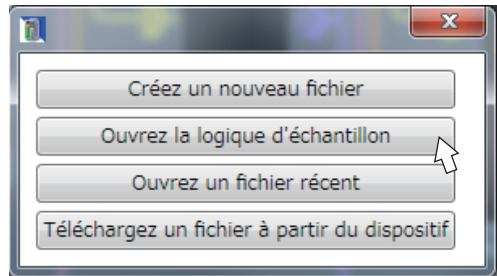 Créez un nouveau fichier
Ouvrez la logique d'échantillon
Ouvrez un fichier récent
Téléchargez un fichier à partir du dispositif